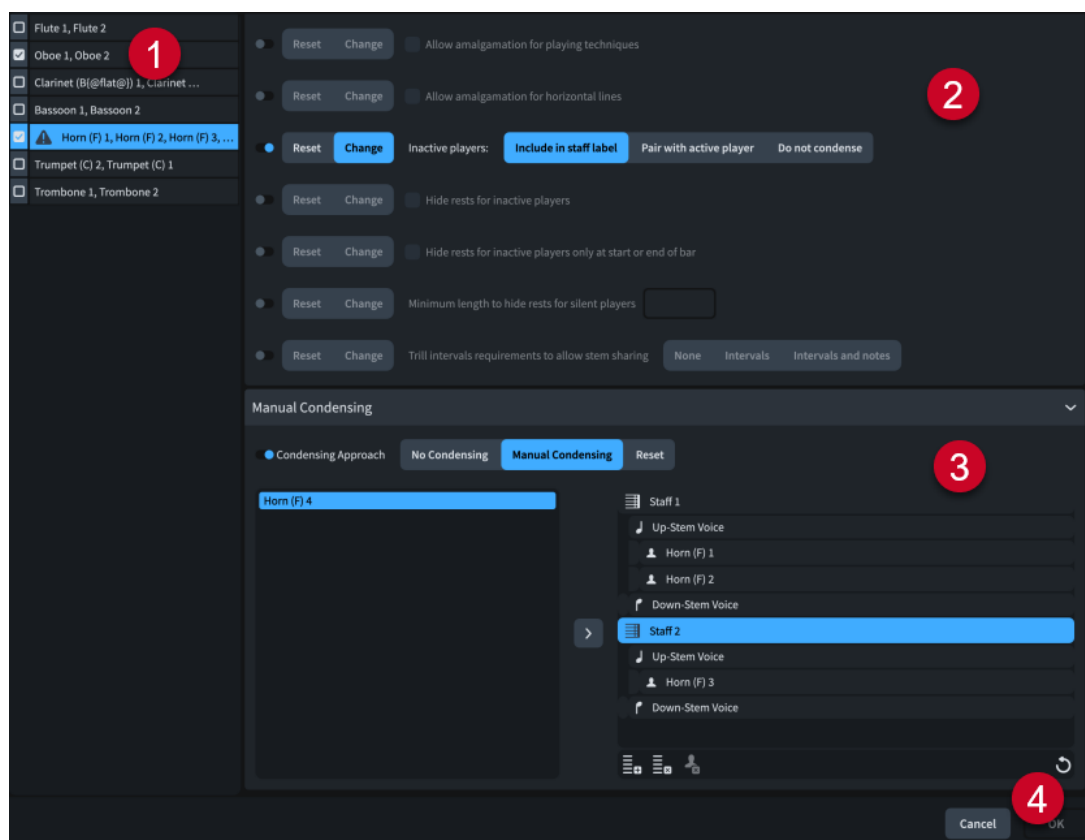 Flute 1, Flute 2
Oboe 1, Oboe 2
Clarinet (B{@flat@}) 1, Clarinet ...
Bassoon 1, Bassoon 2
Horn (F) 1, Horn (F) 2, Horn (F) 3, ...
Trumpet (C) 2, Trumpet (C) 1
Trombone 1, Trombone 2
1
Reset Change Allow amalgamation for playing techniques
2
Reset Change Allow amalgamation for horizontal lines
Reset Change Inactive players: Include in staff label Pair with active player Do not condense
Reset Change Hide rests for inactive players
Reset Change Hide rests for inactive players only at start or end of bar
Reset Change Minimum length to hide rests for silent players
Reset Change Trill intervals requirements to allow stem sharing None Intervals Intervals and notes
Manual Condensing
Condensing Approach No Condensing Manual Condensing Reset
3
Horn (F) 4
Staff 1
Up-Stem Voice
Horn (F) 1
Horn (F) 2
Down-Stem Voice
Staff 2
Up-Stem Voice
Horn (F) 3
Down-Stem Voice
4
Cancel OK